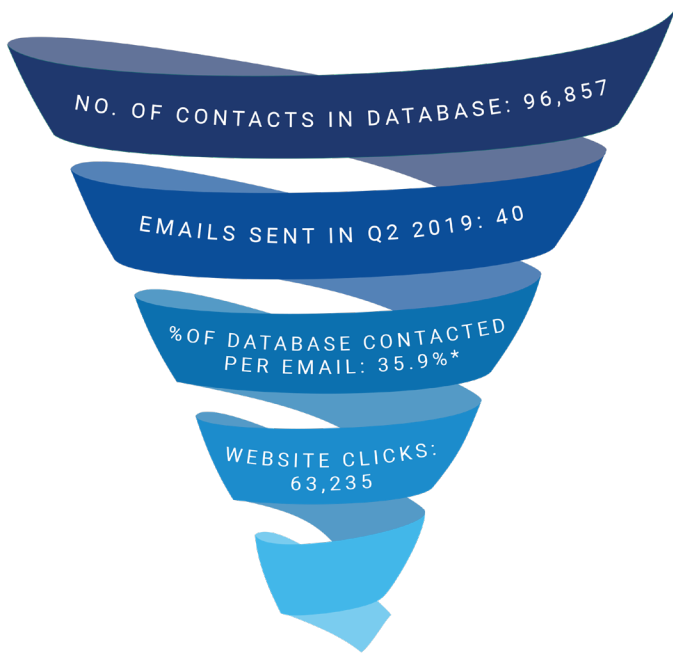 NO. OF CONTACTS IN DATABASE: 96,857
EMAILS SENT IN Q2 2019: 40
%OF DATABASE CONTACTED
PER EMAIL: 35.9%*
WEBSITE CLICKS:
63,235